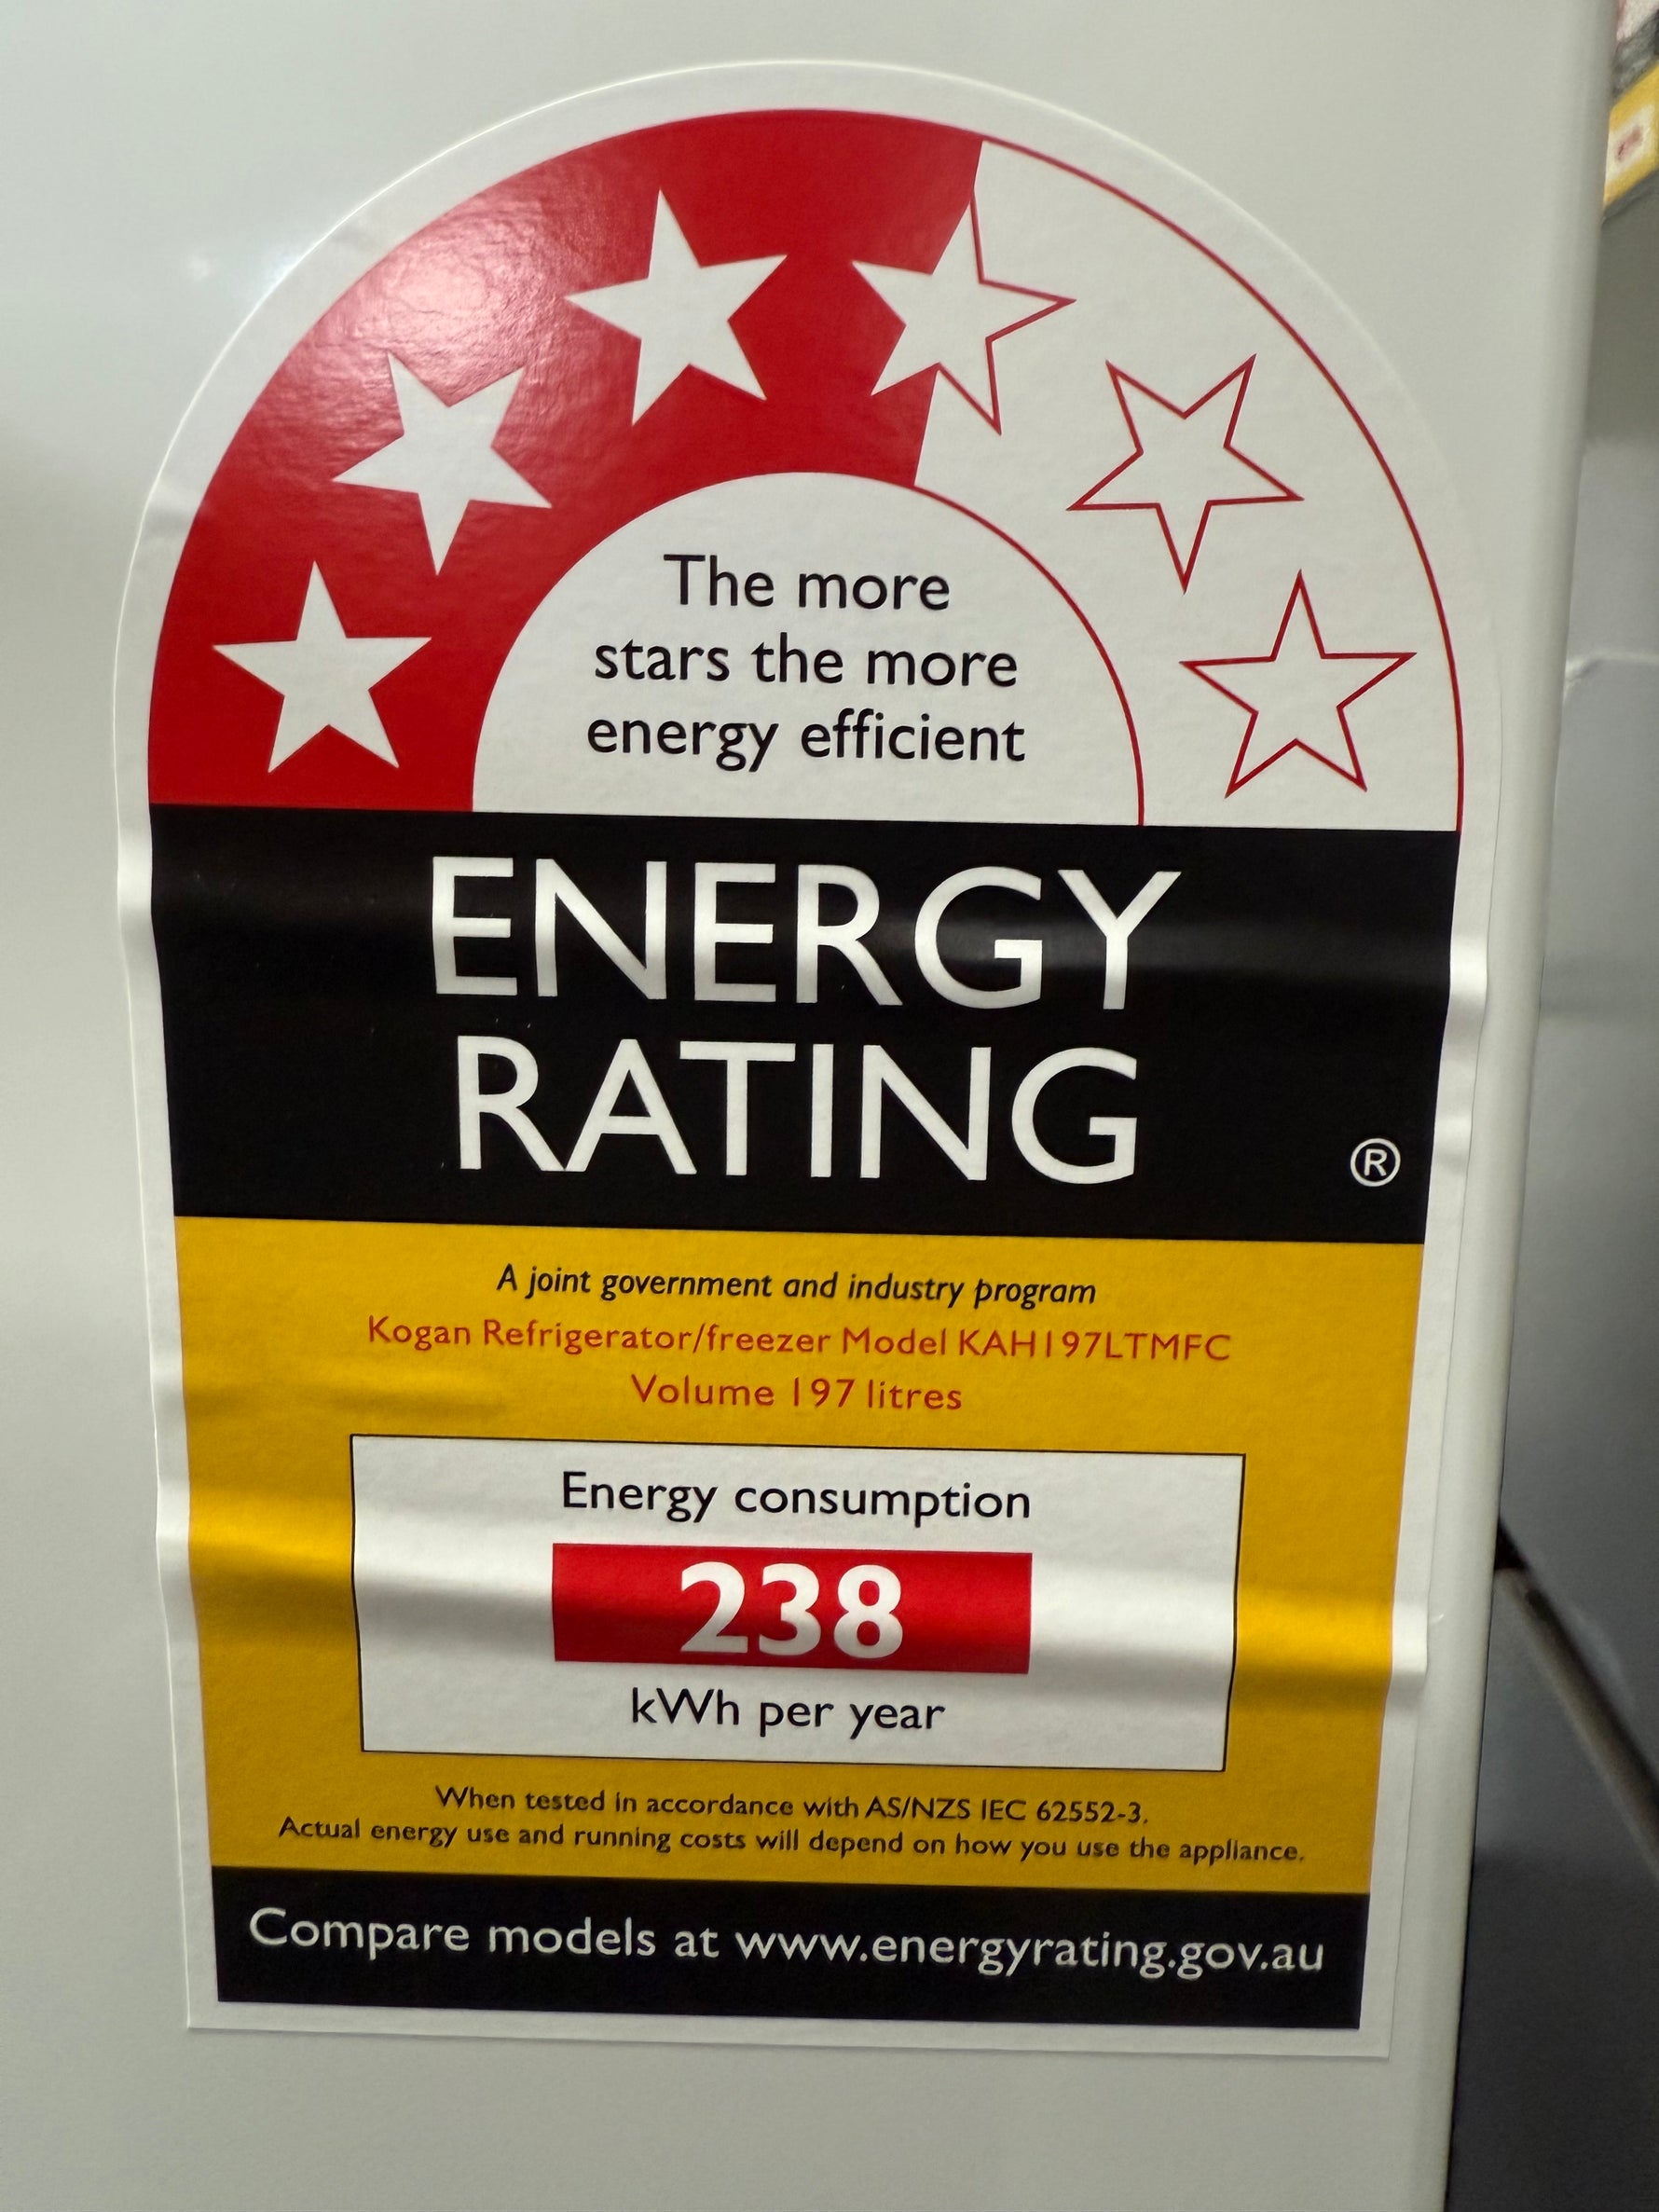 The more
stars the more
energy efficient
ENERGY
RATING
®
A joint government and industry program
Kogan Refrigerator/freezer Model KAH197LTMFC
Volume 197 litres
Energy consumption
238
kWh per year
When tested in accordance with AS/NZS IEC 62552-3.
Actual energy use and running costs will depend on how you use the appliance.
Compare models at www.energyrating.gov.au